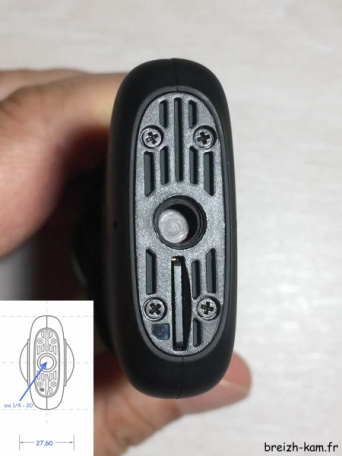 vis 1/4 - 20
27,60
breizh-kam.fr